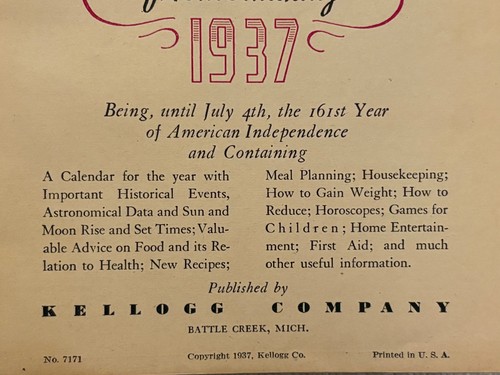 1937
Being, until July 4th, the 161st Year
of American Independence
and Containing
A Calendar for the year with
Important Historical Events,
Astronomical Data and Sun and
Moon Rise and Set Times; Valu-
able Advice on Food and its Re-
lation to Health; New Recipes;
Meal Planning; Housekeeping;
How to Gain Weight; How to
Reduce; Horoscopes; Games for
Children; Home Entertain-
ment; First Aid; and much
other useful information.
Published by
KELLOGG COMPANY
BATTLE CREEK, MICH.
No. 7171
Copyright 1937, Kellogg Co.
Printed in U. S. A.